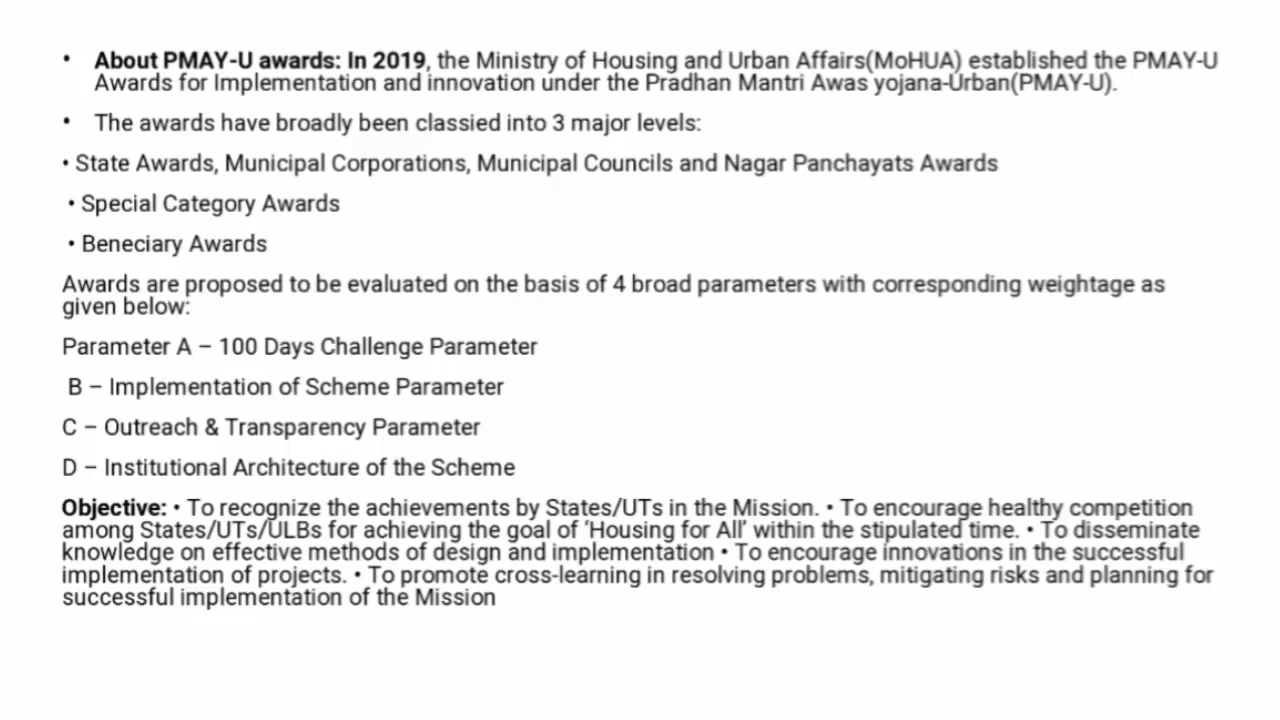 • About PMAY-U awards: In 2019, the Ministry of Housing and Urban Affairs(MoHUA) established the PMAY-U
Awards for Implementation and innovation under the Pradhan Mantri Awas yojana-Urban(PMAY-U).
• The awards have broadly been classied into 3 major levels:
• State Awards, Municipal Corporations, Municipal Councils and Nagar Panchayats Awards
• Special Category Awards
• Beneciary Awards
Awards are proposed to be evaluated on the basis of 4 broad parameters with corresponding weightage as
given below:
Parameter A – 100 Days Challenge Parameter
B – Implementation of Scheme Parameter
C – Outreach & Transparency Parameter
D – Institutional Architecture of the Scheme
Objective: • To recognize the achievements by States/UTs in the Mission. • To encourage healthy competition
among States/UTs/ULBs for achieving the goal of ‘Housing for All’ within the stipulated time. • To disseminate
knowledge on effective methods of design and implementation • To encourage innovations in the successful
implementation of projects. • To promote cross-learning in resolving problems, mitigating risks and planning for
successful implementation of the Mission